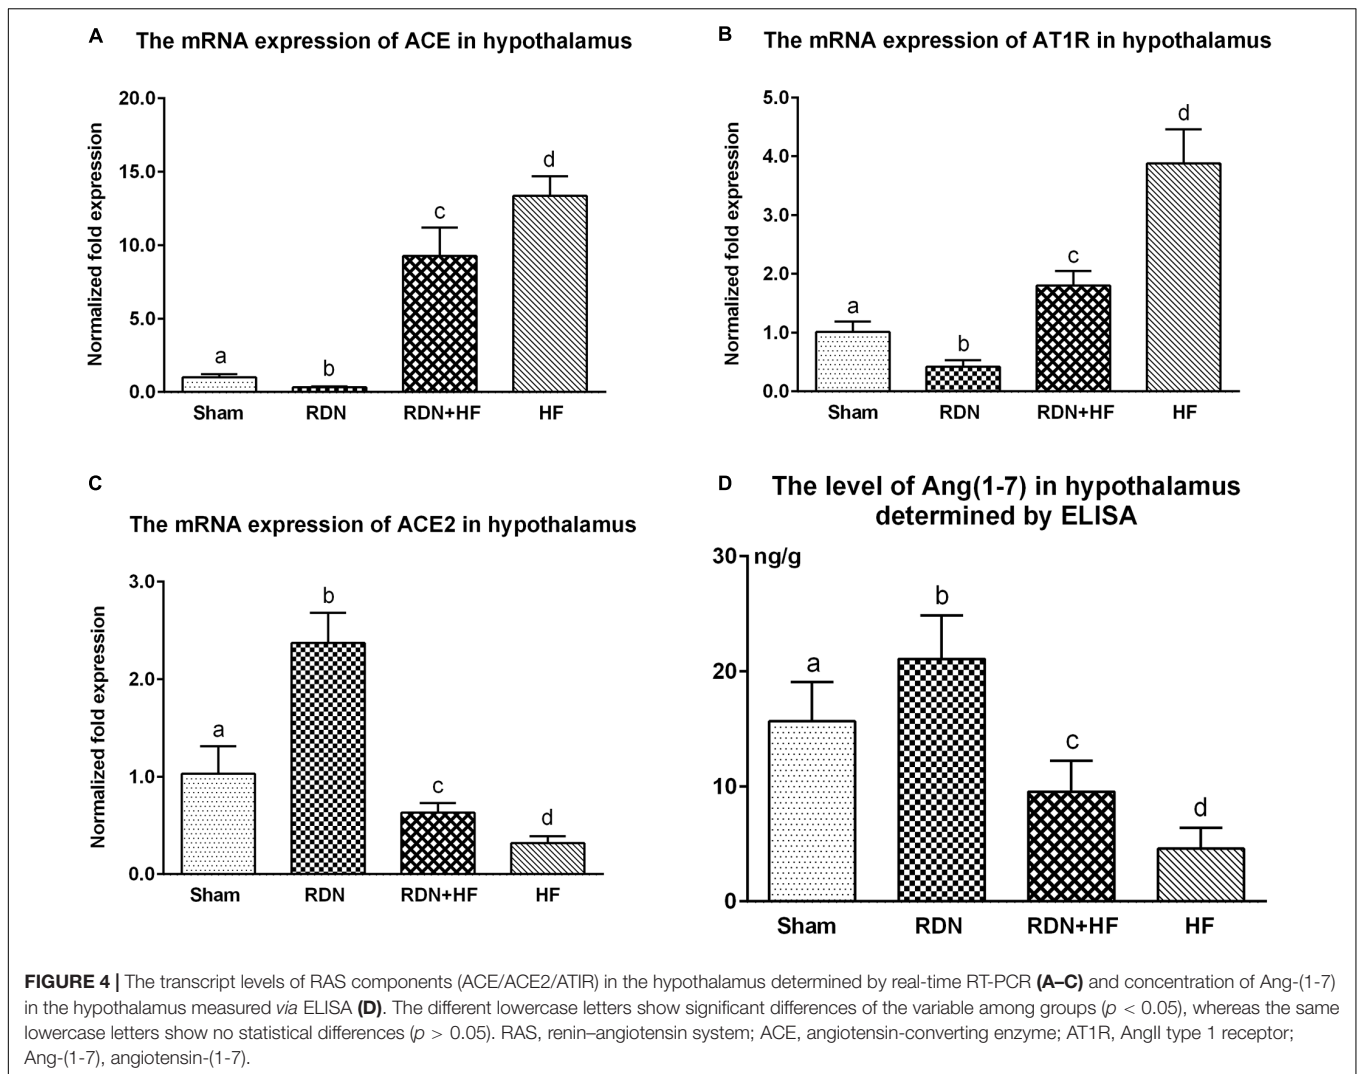 A
The mRNA expression of ACE in hypothalamus
Normalized fold expression
20.0
15.0
10.0
5.0
0.0
a
b
c
d
Sham
RDN
RDN+HF
HF
B
The mRNA expression of AT1R in hypothalamus
Normalized fold expression
5.0
4.0
3.0
2.0
1.0
0.0
a
b
c
d
Sham
RDN
RDN+HF
HF
C
The mRNA expression of ACE2 in hypothalamus
Normalized fold expression
3.0
2.0
1.0
0.0
a
b
c
d
Sham
RDN
RDN+HF
HF
D
The level of Ang(1-7) in hypothalamus
determined by ELISA
ng/g
30
20
10
0
a
b
c
d
Sham
RDN
RDN+HF
HF
FIGURE 4 | The transcript levels of RAS components (ACE/ACE2/ATIR) in the hypothalamus determined by real-time RT-PCR (A–C) and concentration of Ang-(1-7)
in the hypothalamus measured via ELISA (D). The different lowercase letters show significant differences of the variable among groups (p < 0.05), whereas the same
lowercase letters show no statistical differences (p > 0.05). RAS, renin–angiotensin system; ACE, angiotensin-converting enzyme; AT1R, AngII type 1 receptor;
Ang-(1-7), angiotensin-(1-7).